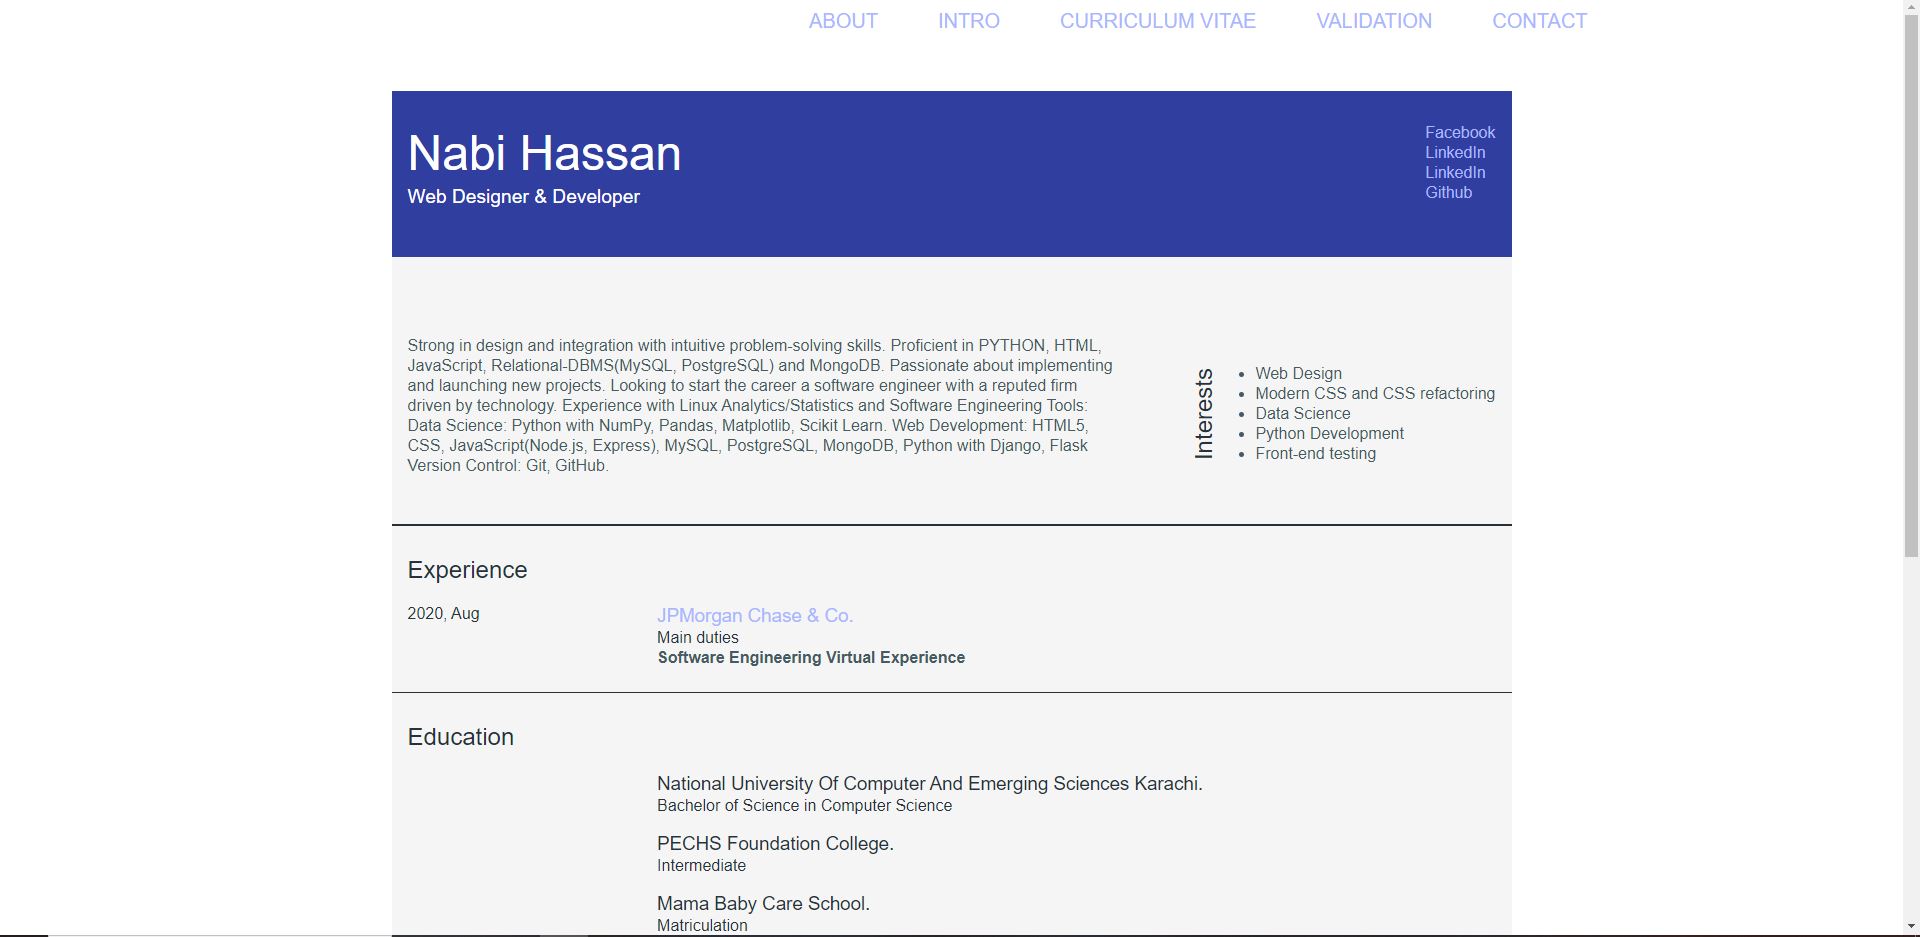 ABOUT INTRO CURRICULUM VITAE VALIDATION CONTACT
Nabi Hassan
Web Designer & Developer
Facebook
LinkedIn
LinkedIn
Github
Strong in design and integration with intuitive problem-solving skills. Proficient in PYTHON, HTML,
JavaScript, Relational-DBMS(MySQL, PostgreSQL) and MongoDB. Passionate about implementing
and launching new projects. Looking to start the career a software engineer with a reputed firm
driven by technology. Experience with Linux Analytics/Statistics and Software Engineering Tools:
Data Science: Python with NumPy, Pandas, Matplotlib, Scikit Learn. Web Development: HTML5,
CSS, JavaScript(Node.js, Express), MySQL, PostgreSQL, MongoDB, Python with Django, Flask
Version Control: Git, GitHub.
Interests
Web Design
Modern CSS and CSS refactoring
Data Science
Python Development
Front-end testing
Experience
2020, Aug
JPMorgan Chase & Co.
Main duties
Software Engineering Virtual Experience
Education
National University Of Computer And Emerging Sciences Karachi.
Bachelor of Science in Computer Science
PECHS Foundation College.
Intermediate
Mama Baby Care School.
Matriculation